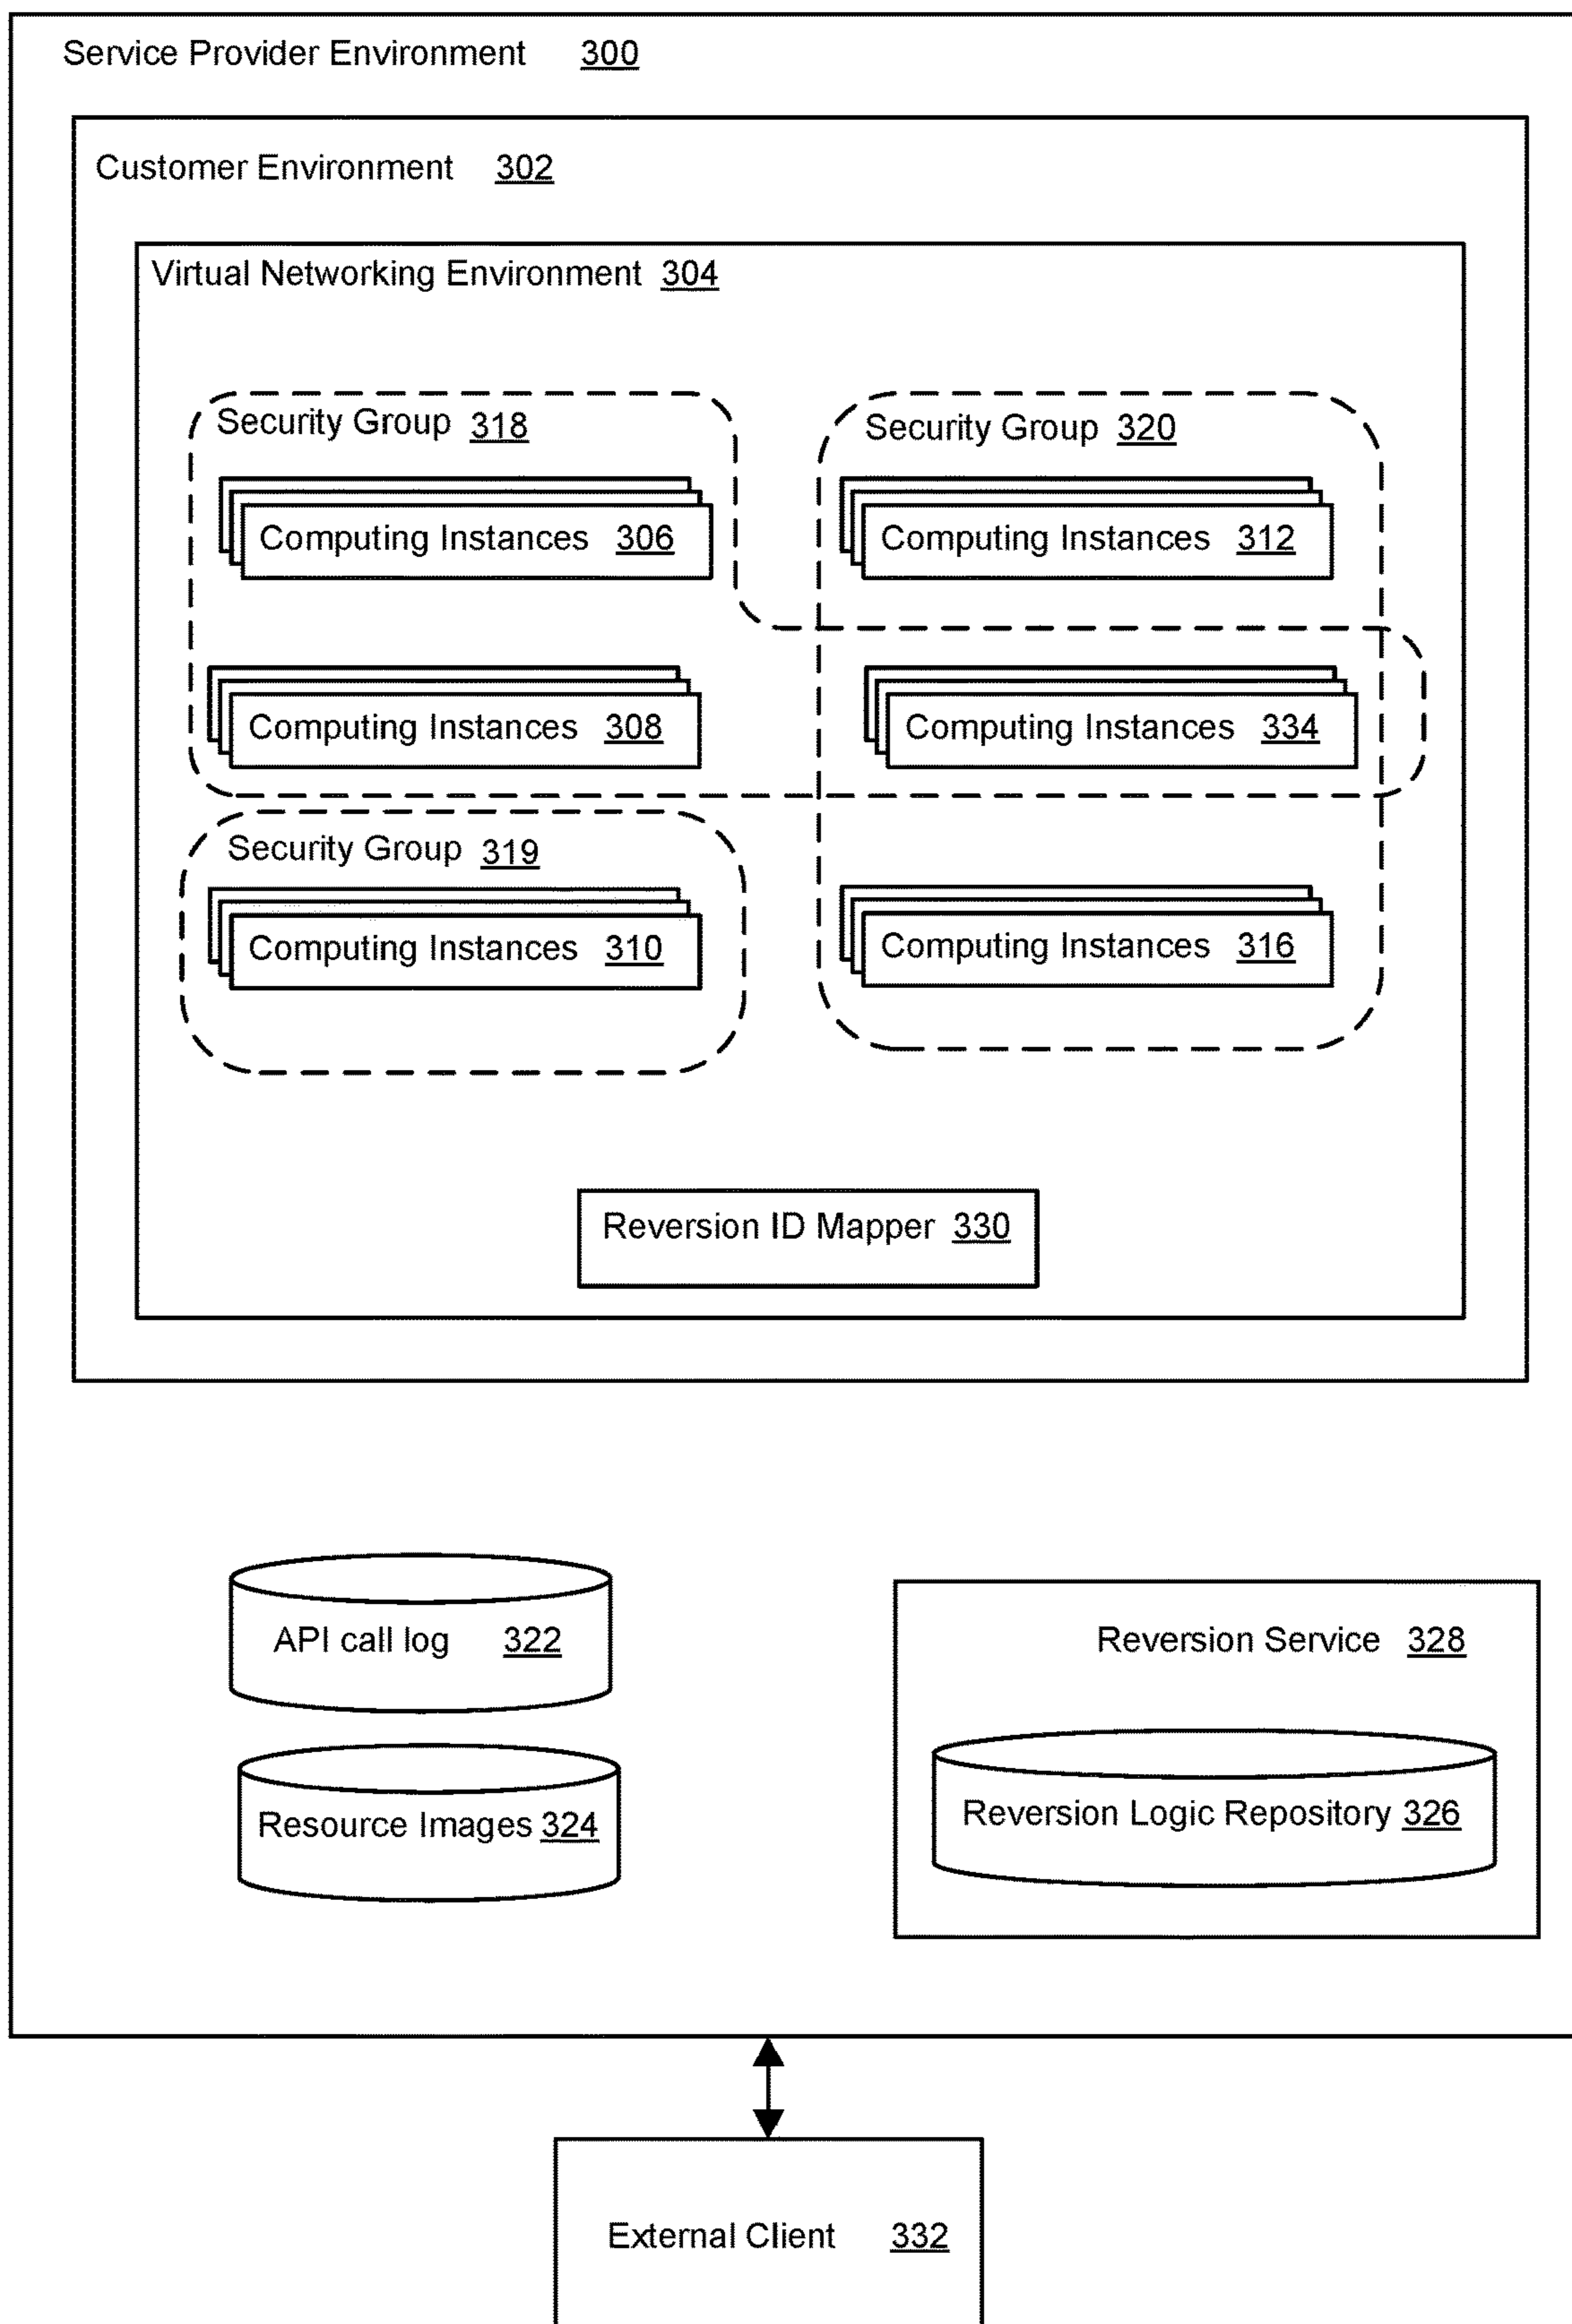 Service Provider Environment 300
Customer Environment 302
Virtual Networking Environment 304
Security Group 318
Security Group 320
Computing Instances 306
Computing Instances 312
Computing Instances 308
Computing Instances 334
Security Group 319
Computing Instances 310
Computing Instances 316
Reversion ID Mapper 330
API call log 322
Reversion Service 328
Resource Images 324
Reversion Logic Repository 326
External Client 332